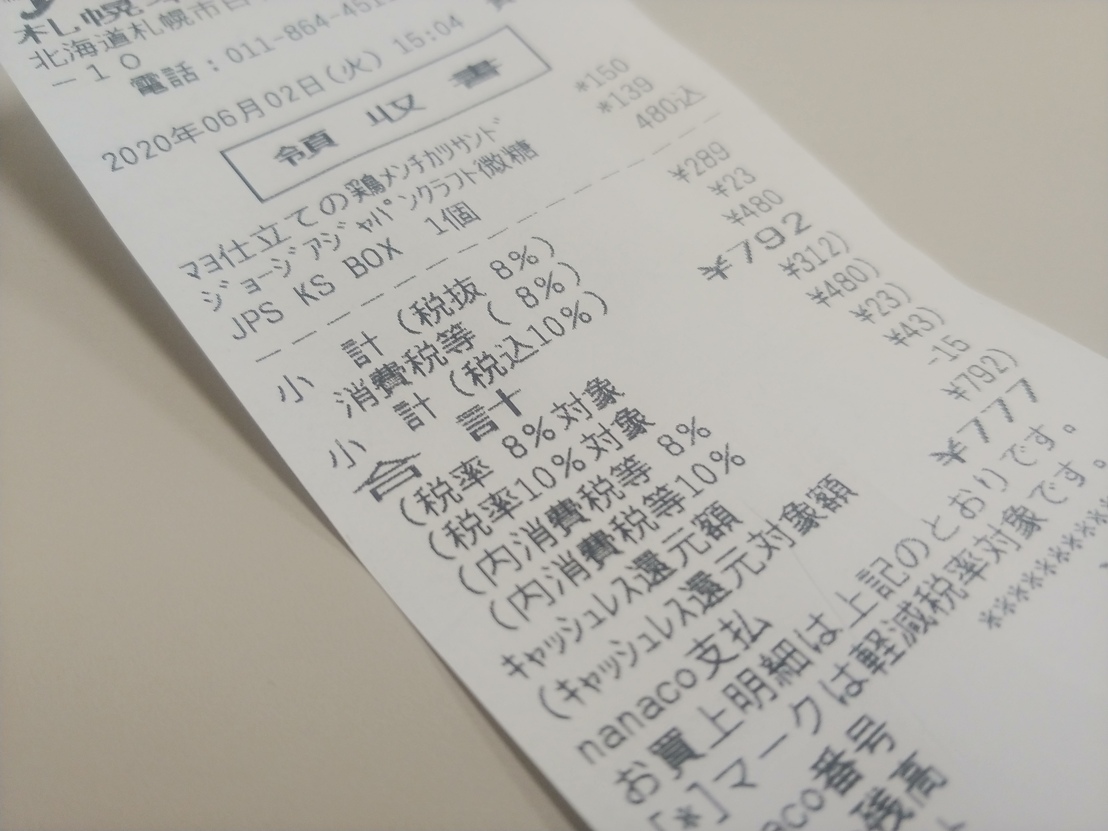 札幌
北海道札幌市白
－１０
電話：011-864-451
2020年06月02日(火) 15:04
領収書
ﾏﾖ仕立ての鶏ﾒﾝﾁｶﾂｻﾝﾄﾞ *150
ｼﾞｮｰｼﾞｱｼﾞｬﾊﾟﾝｸﾗﾌﾄ微糖 *139
JPS KS BOX 1個 480込
小 計 (税抜 8%) ¥289
消費税等 ( 8%) ¥23
小 計 (税込10%) ¥480
合 計 ¥792
(税率 8%対象 ¥312)
(税率10%対象 ¥480)
(内消費税等 8% ¥23)
(内消費税等10% ¥43)
ｷｬｯｼｭﾚｽ還元額 -15
(ｷｬｯｼｭﾚｽ還元対象額 ¥792)
nanaco支払 ¥777
お買上明細は上記のとおりです。
[*]マークは軽減税率対象です。
aco番号 ※※※※※※※
残高